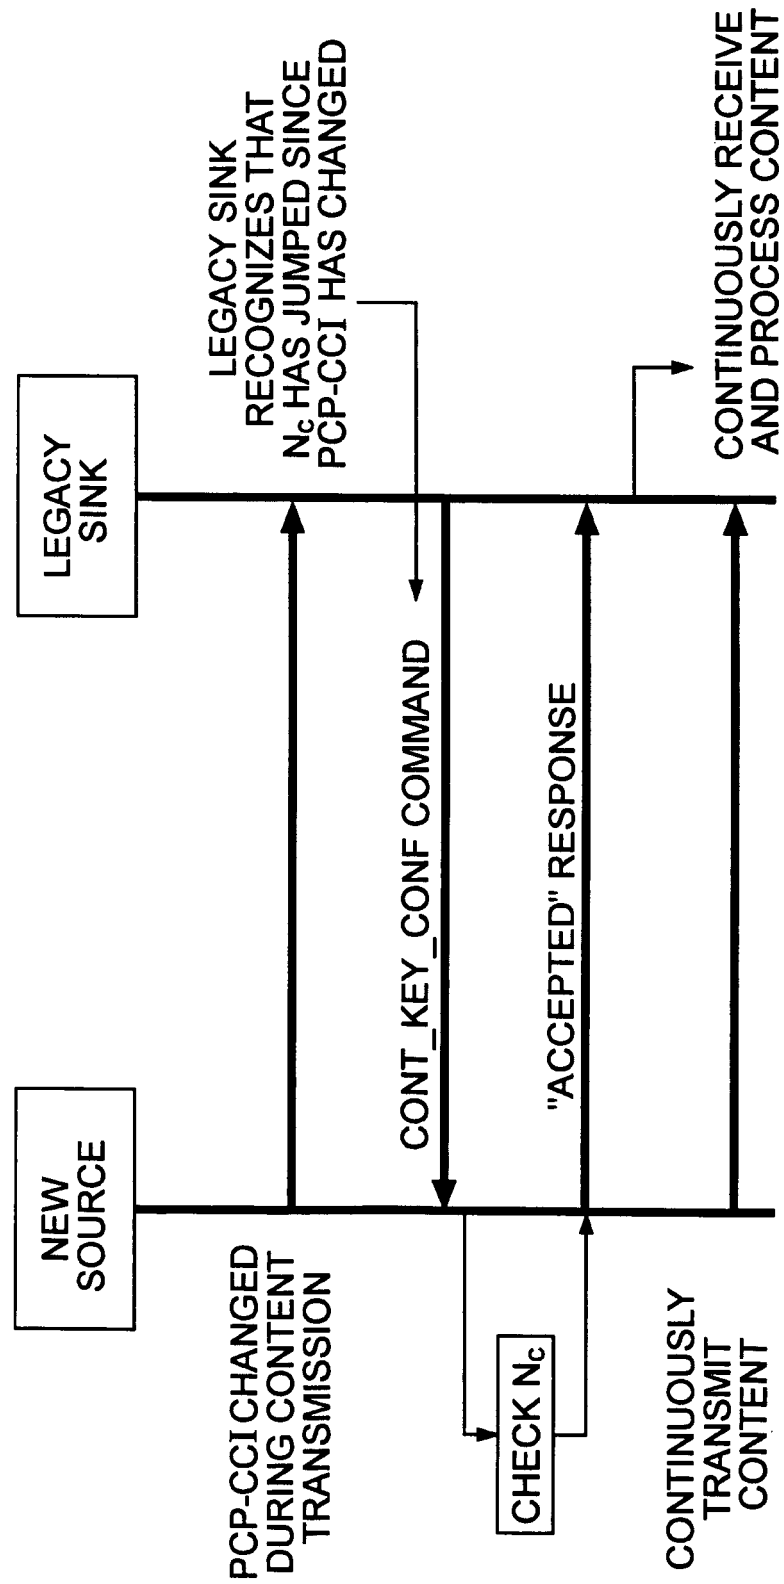 NEW
SOURCE
LEGACY
SINK
PCP-CCI CHANGED
DURING CONTENT
TRANSMISSION
LEGACY SINK
RECOGNIZES THAT
Nc HAS JUMPED SINCE
PCP-CCI HAS CHANGED
CONT_KEY_CONF COMMAND
CHECK Nc
"ACCEPTED" RESPONSE
CONTINUOUSLY
TRANSMIT
CONTENT
CONTINUOUSLY RECEIVE
AND PROCESS CONTENT